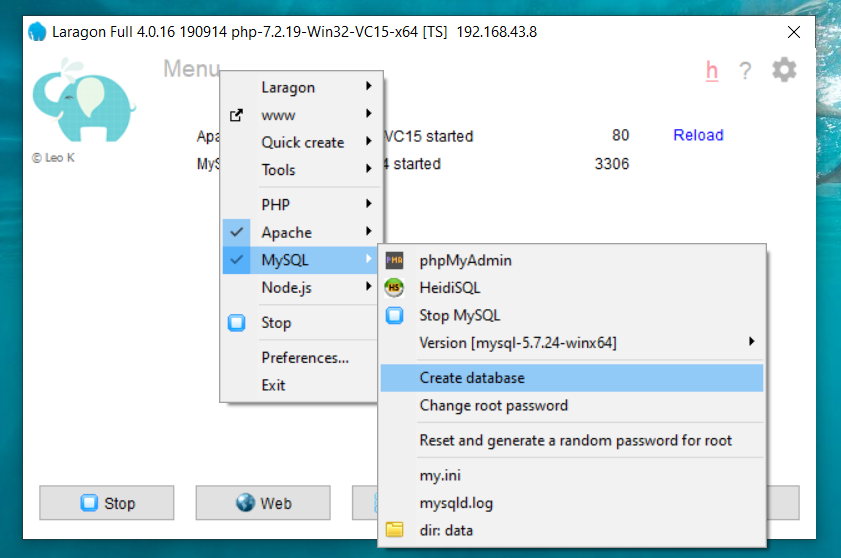 Laragon Full 4.0.16 190914 php-7.2.19-Win32-VC15-x64 [TS] 192.168.43.8
Menu
h ?
© Leo K
Laragon
www
Quick create
Tools
PHP
Apache
MySQL
Node.js
Stop
Preferences...
Exit
VC15 started 80 Reload
4 started 3306
phpMyAdmin
HeidiSQL
Stop MySQL
Version [mysql-5.7.24-winx64]
Create database
Change root password
Reset and generate a random password for root
my.ini
mysqld.log
dir: data
Stop
Web